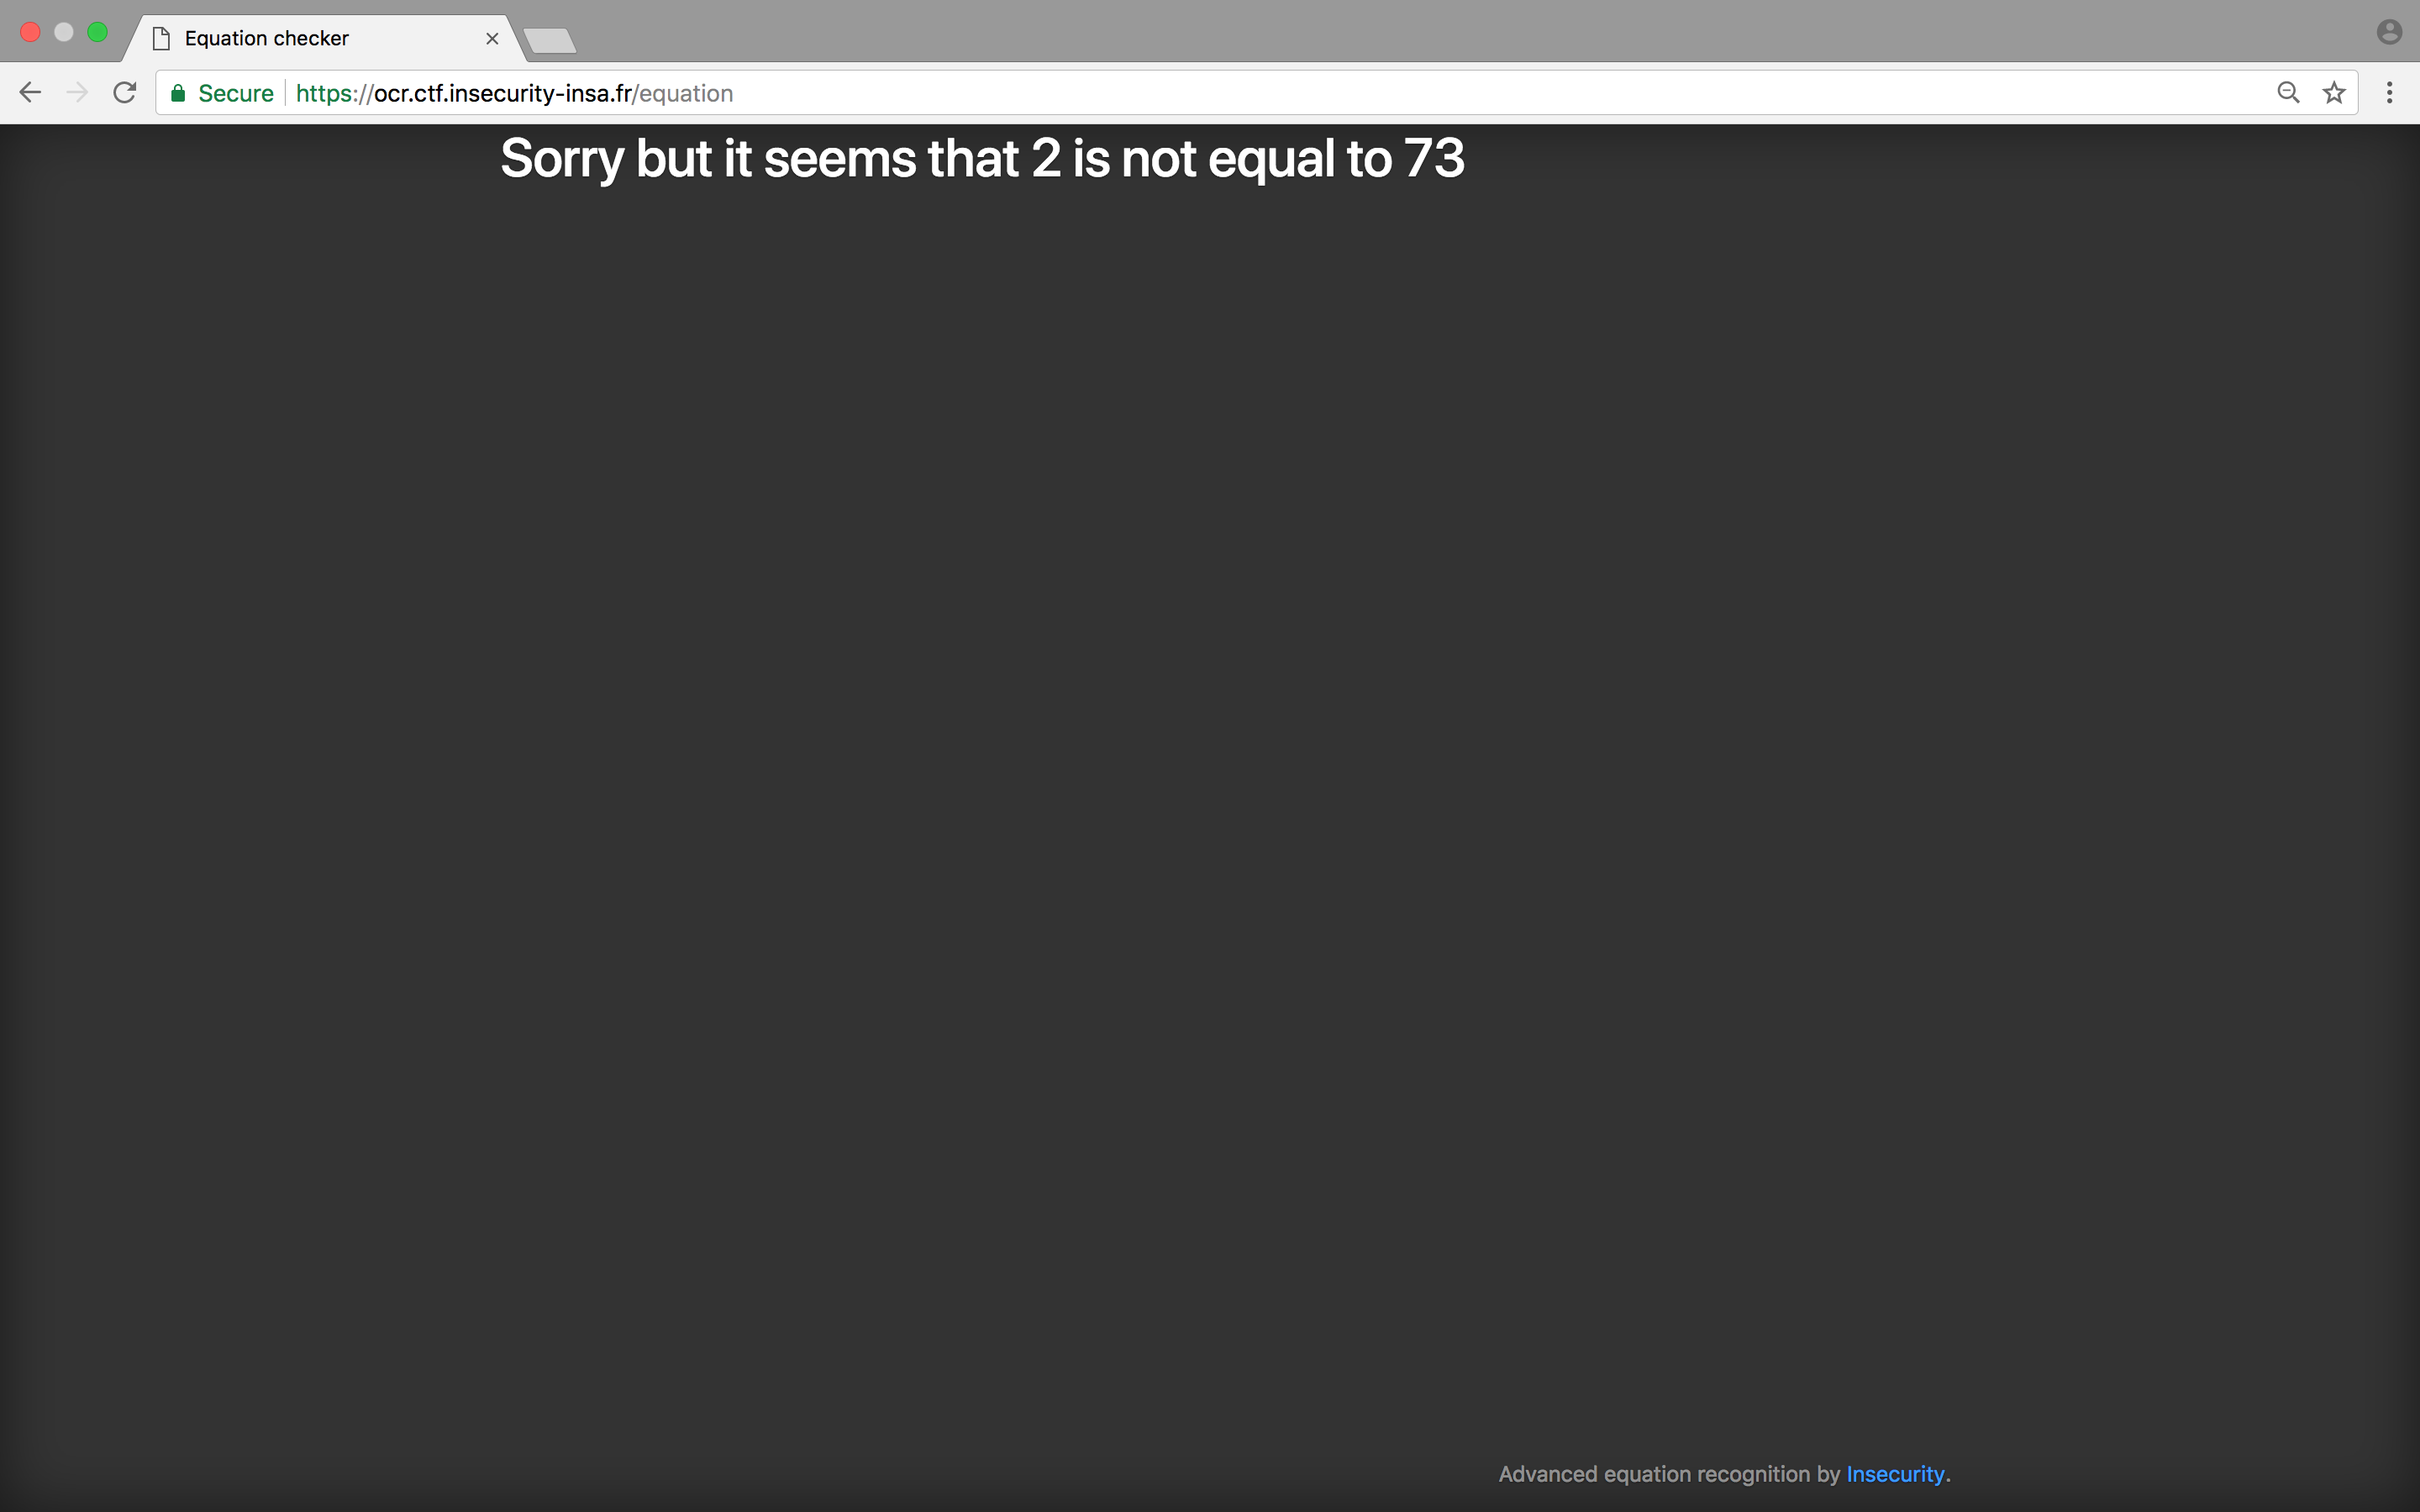 Equation checker
Secure https://ocr.ctf.insecurity-insa.fr/equation
Sorry but it seems that 2 is not equal to 73
Advanced equation recognition by Insecurity.